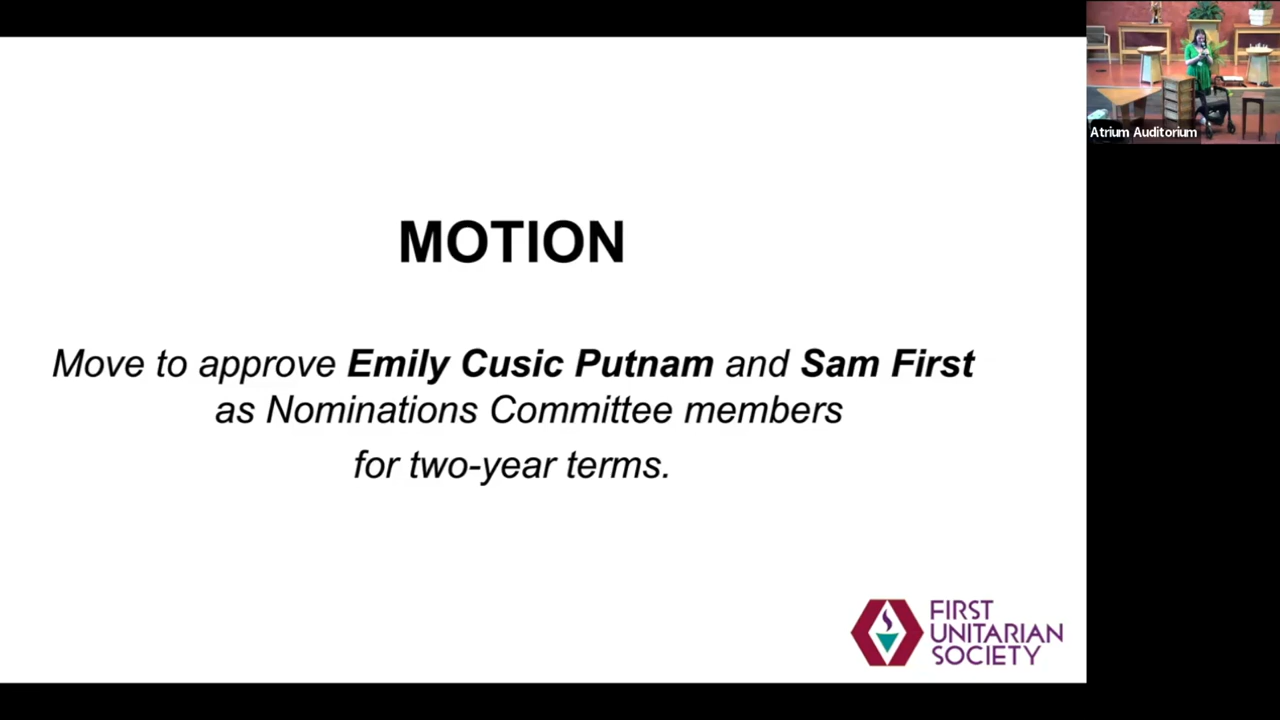 MOTION
Move to approve Emily Cusic Putnam and Sam First
as Nominations Committee members
for two-year terms.
FIRST
UNITARIAN
SOCIETY
Atrium Auditorium